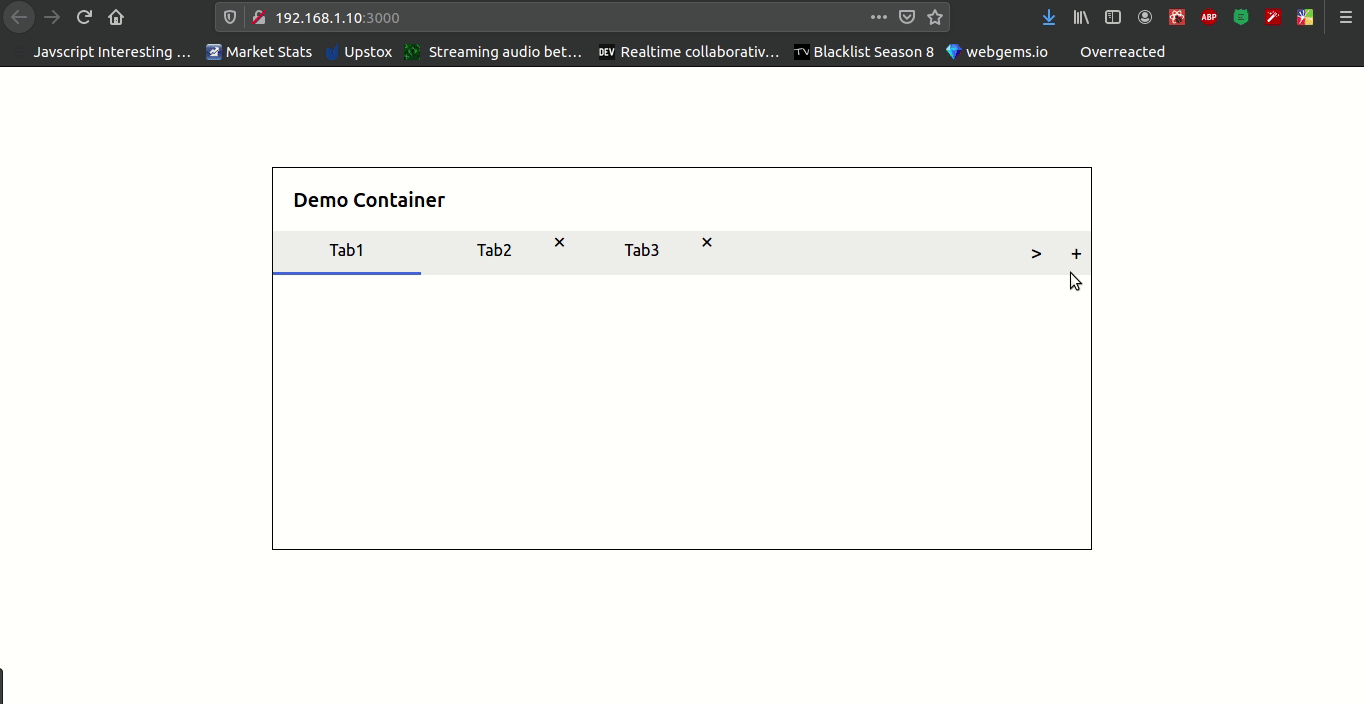 192.168.1.10:3000
ABP
Javscript Interesting … Market Stats Upstox Streaming audio bet… DEV Realtime collaborativ… TV Blacklist Season 8 webgems.io Overreacted
Demo Container
Tab1 Tab2 × Tab3 × > +